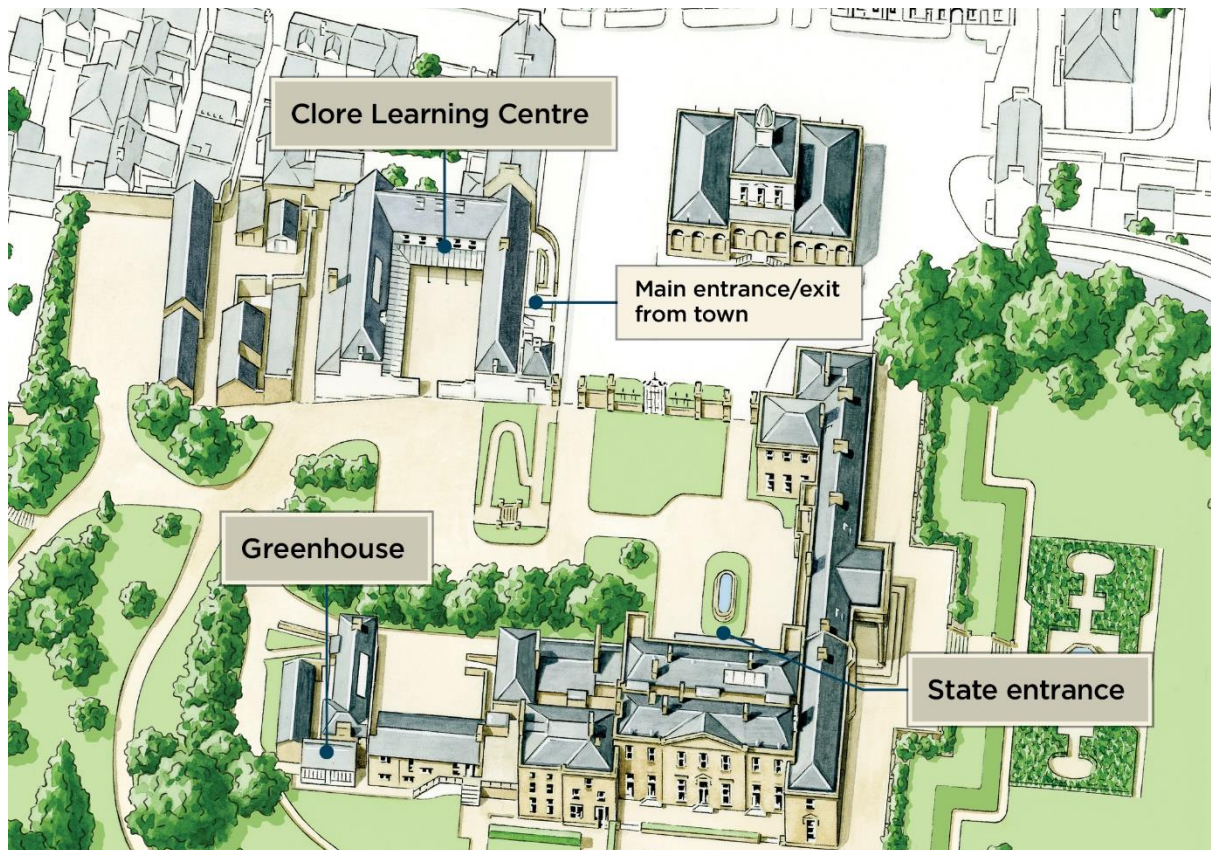 Clore Learning Centre
Main entrance/exit
from town
Greenhouse
State entrance